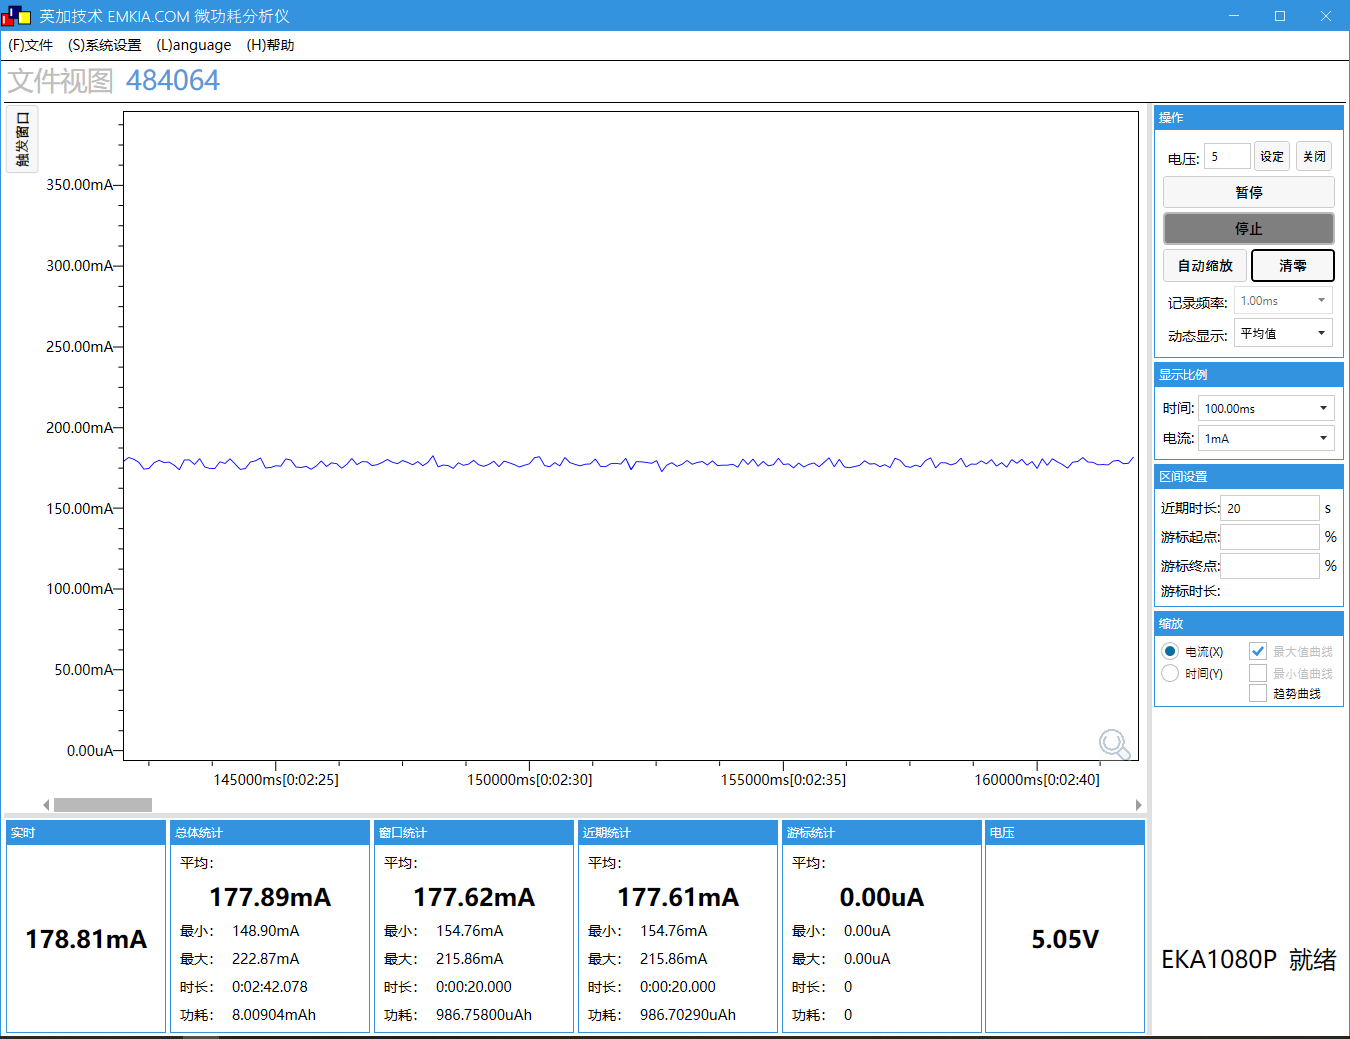 英加技术 EMKIA.COM 微功耗分析仪
(F)文件 (S)系统设置 (L)anguage (H)帮助
文件视图 484064
触发窗口
350.00mA
300.00mA
250.00mA
200.00mA
150.00mA
100.00mA
50.00mA
0.00uA
145000ms[0:02:25] 150000ms[0:02:30] 155000ms[0:02:35] 160000ms[0:02:40]
操作
电压: 5 设定 关闭
暂停
停止
自动缩放 清零
记录频率: 1.00ms
动态显示: 平均值
显示比例
时间: 100.00ms
电流: 1mA
区间设置
近期时长: 20 s
游标起点: %
游标终点: %
游标时长:
缩放
电流(X) 最大值曲线
时间(Y) 最小值曲线
趋势曲线
实时
178.81mA
总体统计
平均:
177.89mA
最小: 148.90mA
最大: 222.87mA
时长: 0:02:42.078
功耗: 8.00904mAh
窗口统计
平均:
177.62mA
最小: 154.76mA
最大: 215.86mA
时长: 0:00:20.000
功耗: 986.75800uAh
近期统计
平均:
177.61mA
最小: 154.76mA
最大: 215.86mA
时长: 0:00:20.000
功耗: 986.70290uAh
游标统计
平均:
0.00uA
最小: 0.00uA
最大: 0.00uA
时长: 0
功耗: 0
电压
5.05V
EKA1080P 就绪